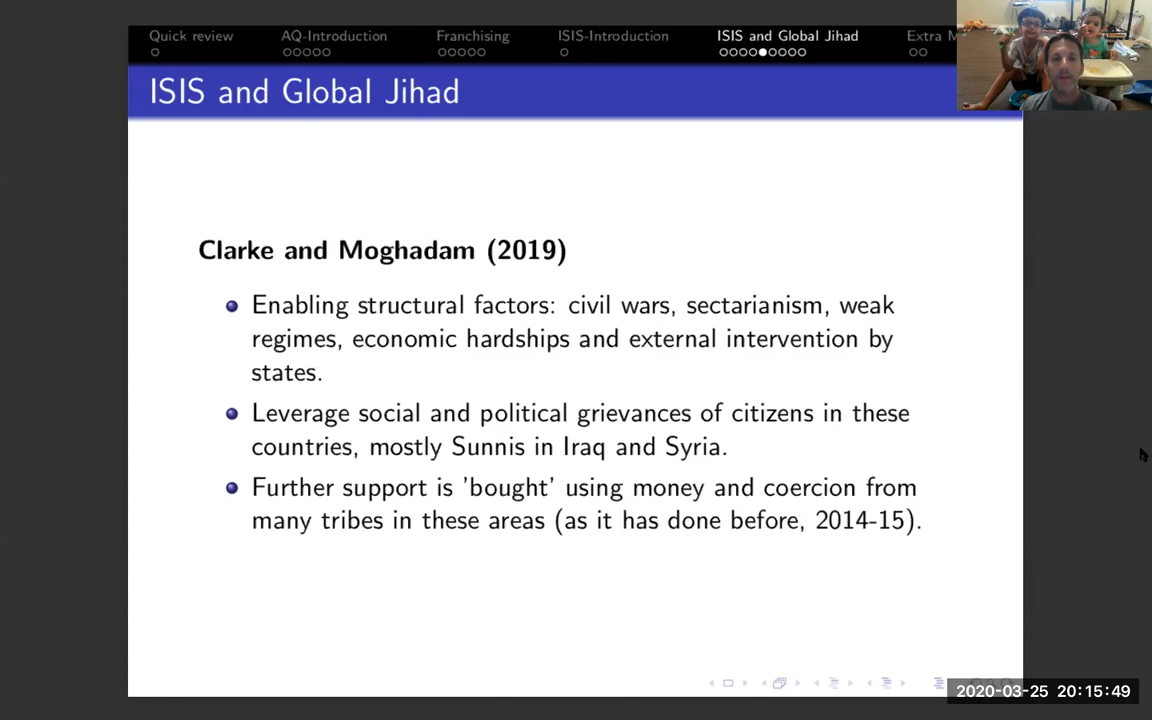 Quick review AQ-Introduction Franchising ISIS-Introduction ISIS and Global Jihad Extra
ISIS and Global Jihad
Clarke and Moghadam (2019)
Enabling structural factors: civil wars, sectarianism, weak
regimes, economic hardships and external intervention by
states.
Leverage social and political grievances of citizens in these
countries, mostly Sunnis in Iraq and Syria.
Further support is 'bought' using money and coercion from
many tribes in these areas (as it has done before, 2014-15).
2020-03-25 20:15:49